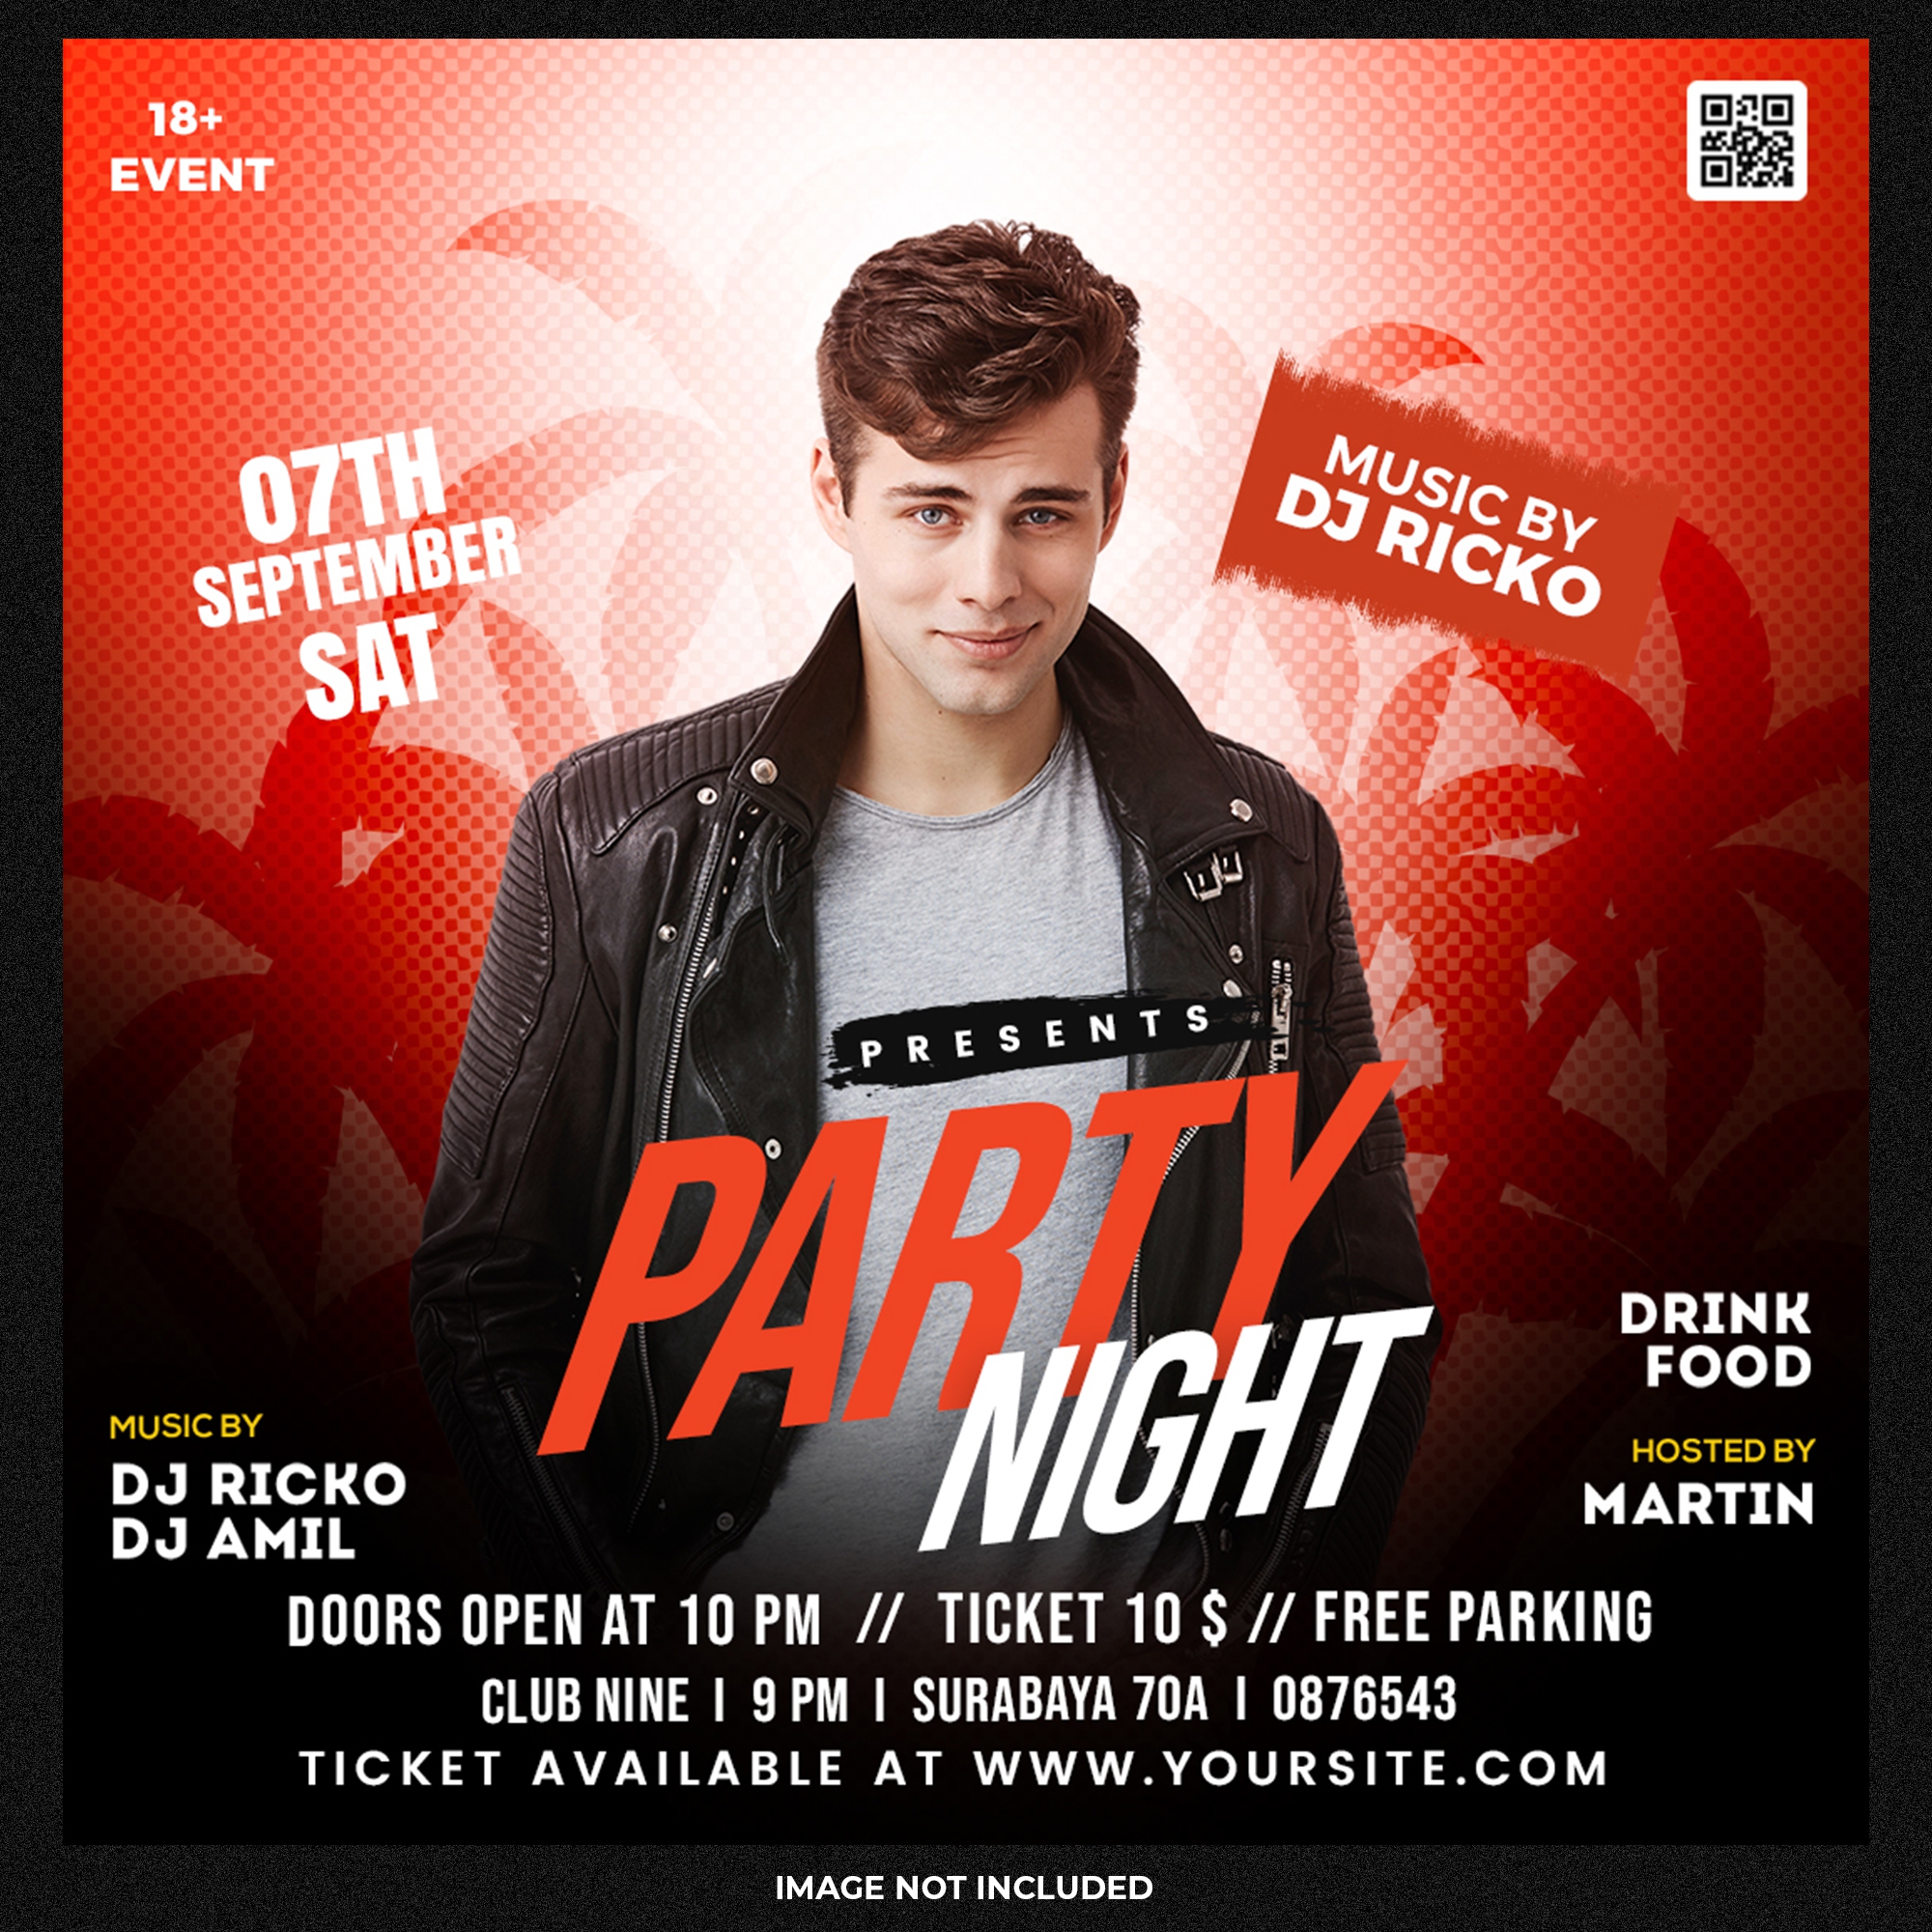 18+
EVENT
07TH
SEPTEMBER
SAT
MUSIC BY
DJ RICKO
PRESENTS
PARTY
NIGHT
DRINK
FOOD
MUSIC BY
DJ RICKO
DJ AMIL
HOSTED BY
MARTIN
DOORS OPEN AT 10 PM // TICKET 10 $ // FREE PARKING
CLUB NINE I 9 PM I SURABAYA 70A I 0876543
TICKET AVAILABLE AT WWW.YOURSITE.COM
IMAGE NOT INCLUDED